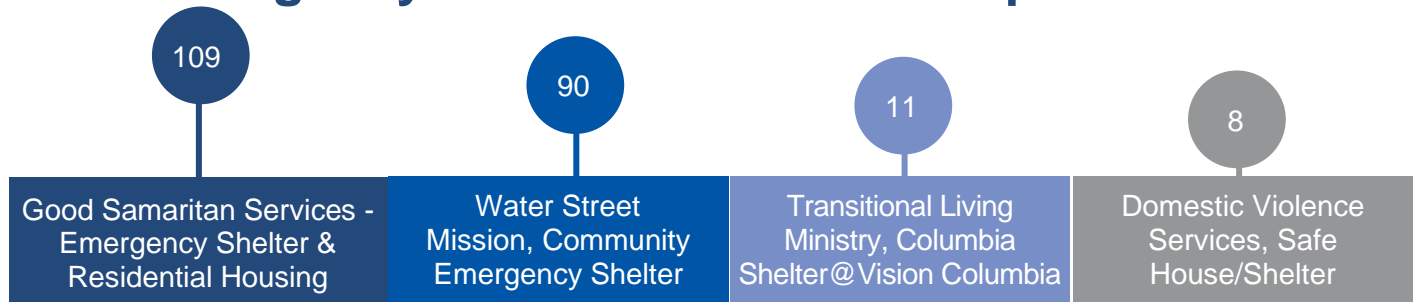 109
90
11
8
Good Samaritan Services -
Emergency Shelter &
Residential Housing
Water Street
Mission, Community
Emergency Shelter
Transitional Living
Ministry, Columbia
Shelter@Vision Columbia
Domestic Violence
Services, Safe
House/Shelter